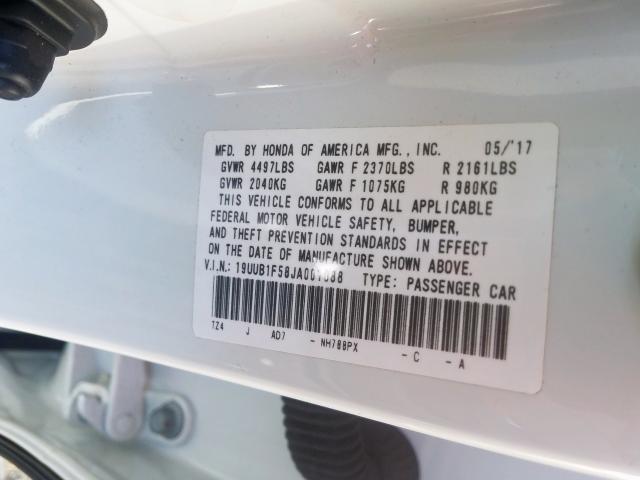 MFD. BY HONDA OF AMERICA MFG., INC. 05/'17
GVWR 4497LBS GAWR F 2370LBS R 2161LBS
GVWR 2040KG GAWR F 1075KG R 980KG
THIS VEHICLE CONFORMS TO ALL APPLICABLE
FEDERAL MOTOR VEHICLE SAFETY, BUMPER,
AND THEFT PREVENTION STANDARDS IN EFFECT
ON THE DATE OF MANUFACTURE SHOWN ABOVE.
V.I.N.: TYPE: PASSENGER CAR
TZ4 J AD7 - NH788PX - C - A